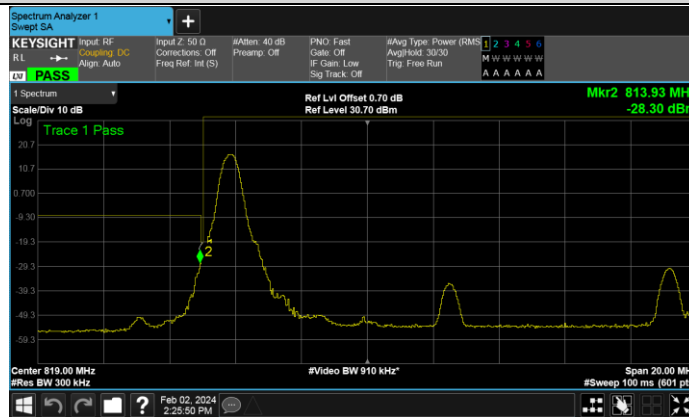 Spectrum Analyzer 1
Swept SA
KEYSIGHT
RL
LXI PASS
Input: RF
Coupling: DC
Align: Auto
Input Z: 50 Ω
Corrections: Off
Freq Ref: Int (S)
#Atten: 40 dB
Preamp: Off
PNO: Fast
Gate: Off
IF Gain: Low
Sig Track: Off
#Avg Type: Power (RMS
Avg|Hold: 30/30
Trig: Free Run
1 2 3 4 5 6
M W W W W W
A A A A A A
1 Spectrum
Scale/Div 10 dB
Ref Lvl Offset 0.70 dB
Ref Level 30.70 dBm
Mkr2 813.93 MH
-28.30 dBr
Log
Trace 1 Pass
20.7
10.7
0.700
-9.30
-19.3
-29.3
-39.3
-49.3
-59.3
2
Center 819.00 MHz
#Res BW 300 kHz
#Video BW 910 kHz*
Span 20.00 MH
#Sweep 100 ms (601 pt
Feb 02, 2024
2:25:50 PM